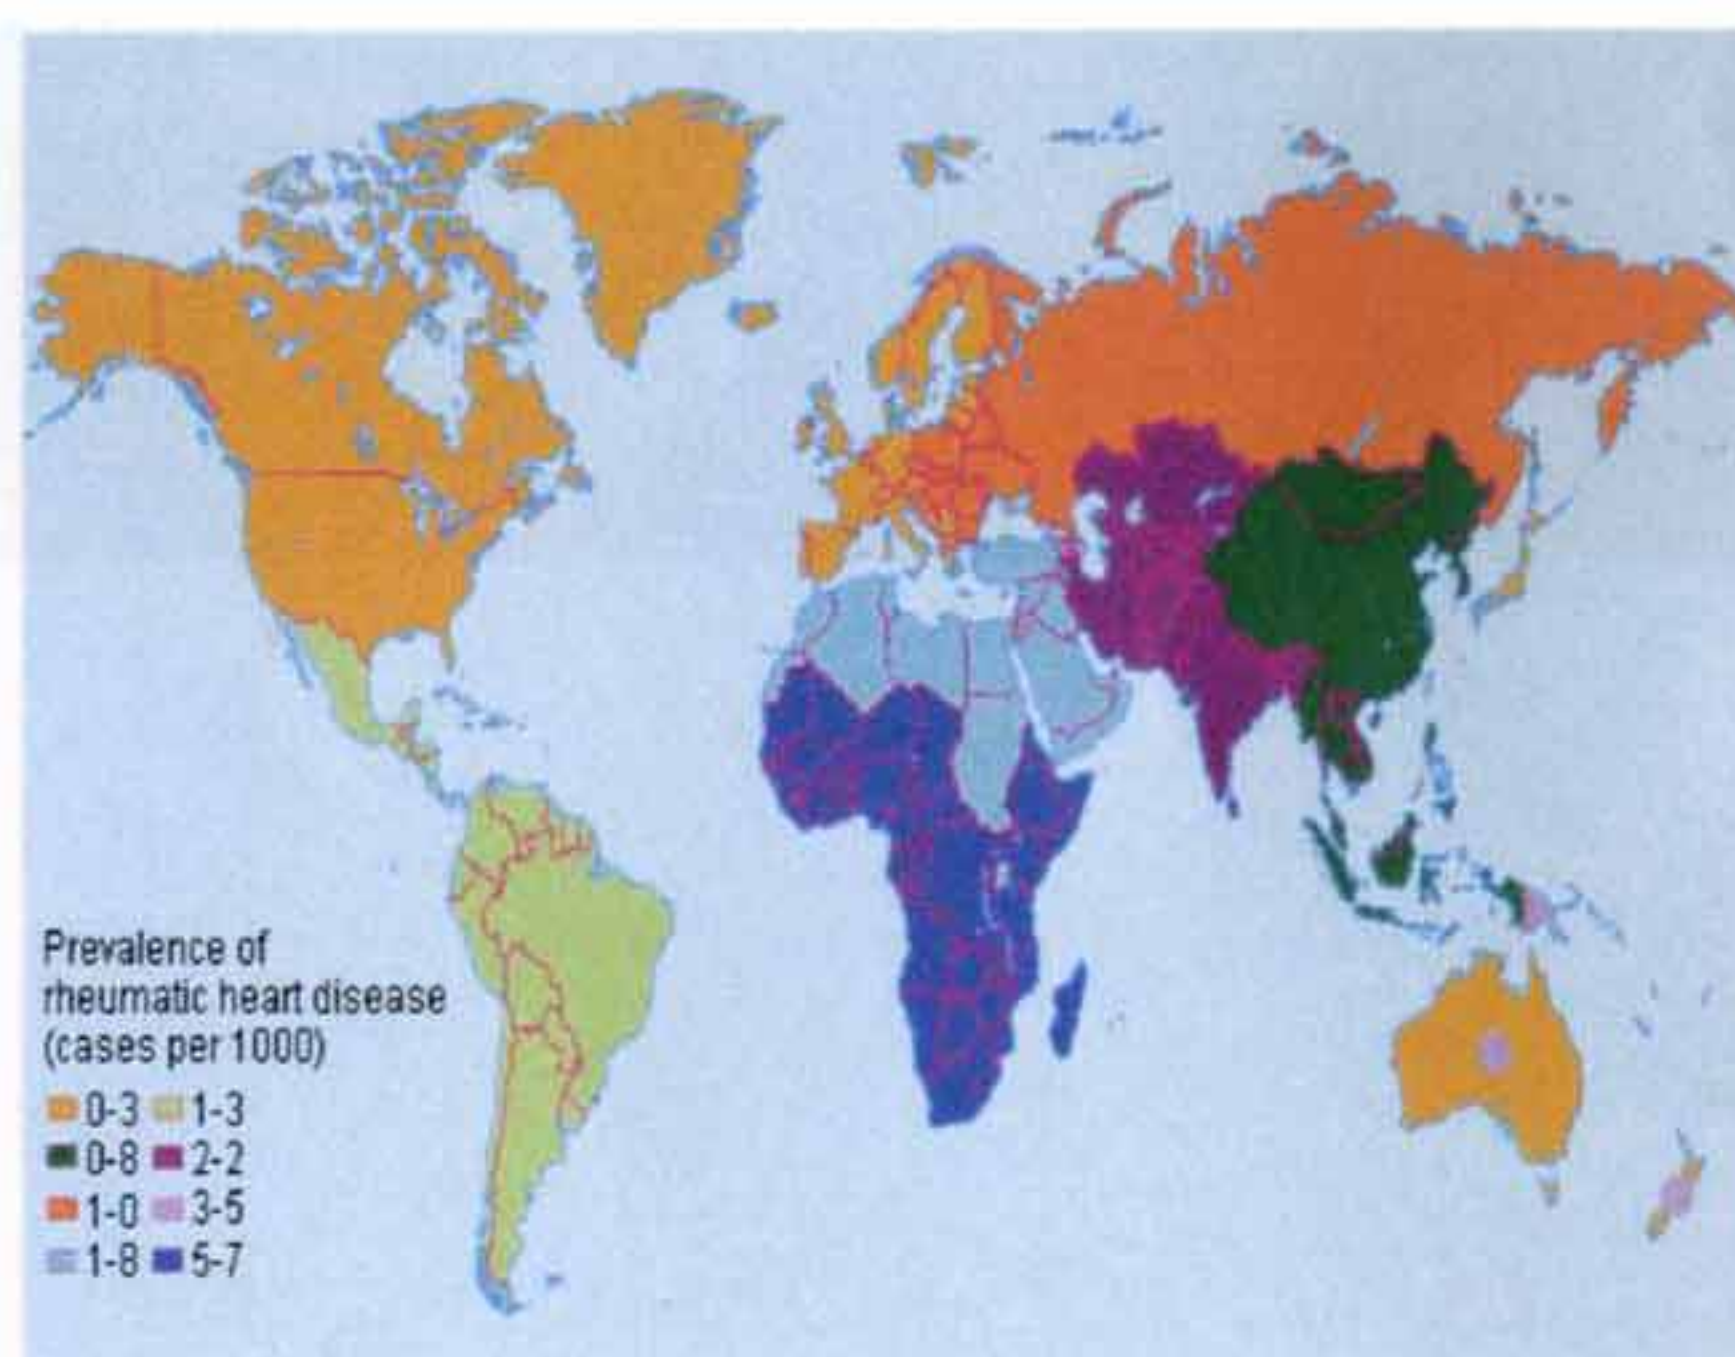 Prevalence of
rheumatic heart disease
(cases per 1000)
0-3 1-3
0-8 2-2
1-0 3-5
1-8 5-7